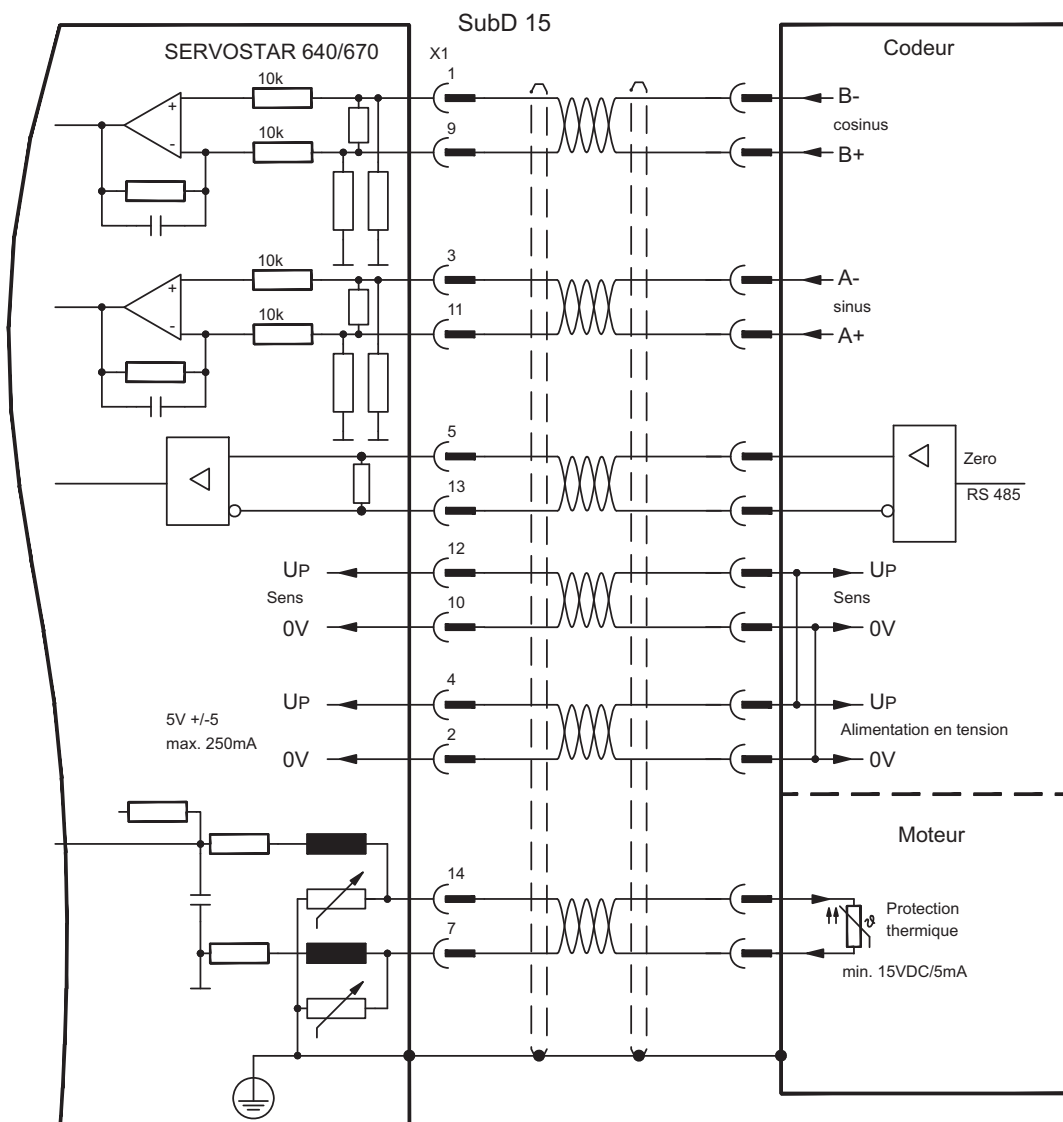 SubD 15
SERVOSTAR 640/670
X1
Codeur
10k
1
B-
cosinus
10k
9
B+
+
-
10k
3
A-
sinus
10k
11
A+
+
-
5
Zero
13
RS 485
12
UP
UP
Sens
Sens
10
0V
0V
4
UP
UP
5V +/-5
max. 250mA
Alimentation en tension
2
0V
0V
Moteur
14
Protection
thermique
7
ϑ
min. 15VDC/5mA